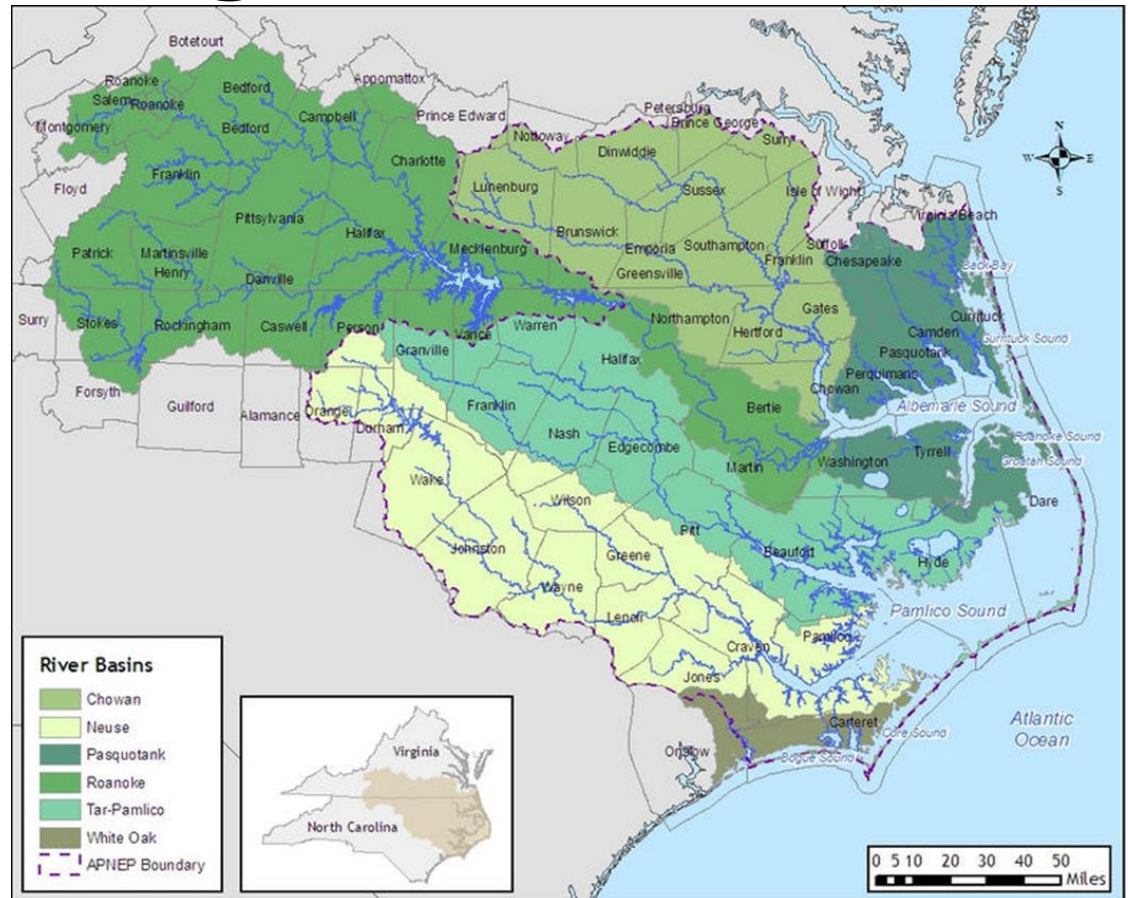 Botetourt
Roanoke
Bedford
Appomattox
Salem
Roanoke
Montgomery
Bedford
Campbell
Prince Edward
Petersburg
Prince George
Nottoway
Surry
Dinwiddie
Charlotte
Floyd
Franklin
Lunenburg
Sussex
Isle of Wight
Pittsylvania
Halifax
Mecklenburg
Brunswick
Emporia
Southampton
Suffolk
Virginia Beach
Patrick
Martinsville
Henry
Danville
Greensville
Franklin
Chesapeake
Back Bay
Surry
Stokes
Rockingham
Caswell
Person
Vance
Warren
Northampton
Gates
Hertford
Currituck
Camden
Currituck Sound
Pasquotank
Perquimans
Granville
Halifax
Chowan
Forsyth
Guilford
Alamance
Orange
Durham
Franklin
Bertie
Albemarle Sound
Nash
Edgecombe
Martin
Washington
Tyrrell
Roanoke Sound
Croatan Sound
Dare
Wake
Wilson
Pitt
Beaufort
Hyde
Johnston
Greene
Wayne
Lenoir
Pamlico Sound
Pamlico
Craven
Jones
Carteret
Core Sound
Onslow
Bogue Sound
Atlantic
Ocean
N
W
E
S
River Basins
Chowan
Neuse
Pasquotank
Roanoke
Tar-Pamlico
White Oak
APNEP Boundary
Virginia
North Carolina
0 5 10 20 30 40 50
Miles